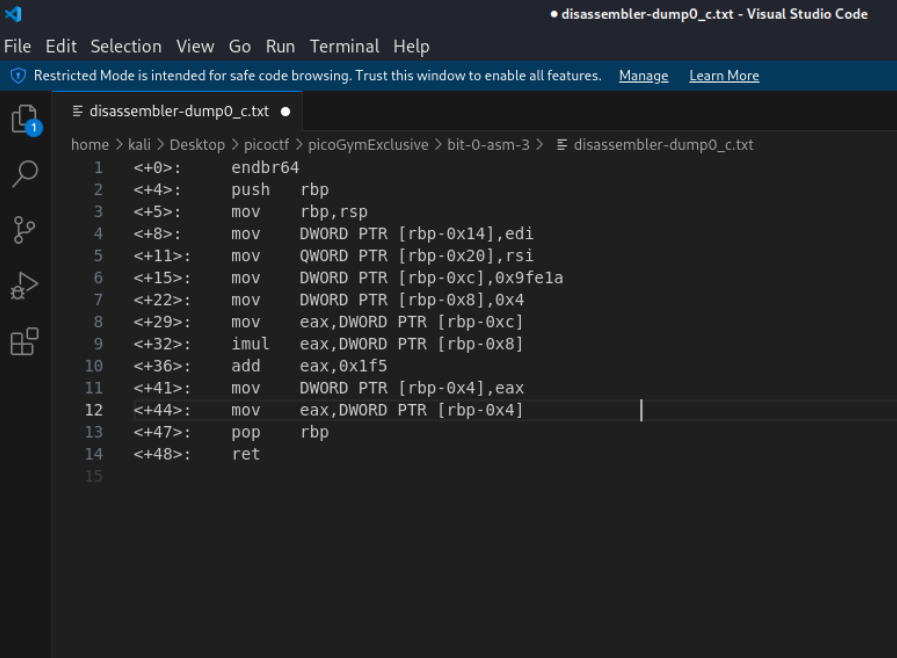 ● disassembler-dump0_c.txt - Visual Studio Code
File Edit Selection View Go Run Terminal Help
Restricted Mode is intended for safe code browsing. Trust this window to enable all features. Manage Learn More
disassembler-dump0_c.txt ●
home > kali > Desktop > picoctf > picoGymExclusive > bit-0-asm-3 > disassembler-dump0_c.txt
1 <+0>: endbr64
2 <+4>: push rbp
3 <+5>: mov rbp,rsp
4 <+8>: mov DWORD PTR [rbp-0x14],edi
5 <+11>: mov QWORD PTR [rbp-0x20],rsi
6 <+15>: mov DWORD PTR [rbp-0xc],0x9fe1a
7 <+22>: mov DWORD PTR [rbp-0x8],0x4
8 <+29>: mov eax,DWORD PTR [rbp-0xc]
9 <+32>: imul eax,DWORD PTR [rbp-0x8]
10 <+36>: add eax,0x1f5
11 <+41>: mov DWORD PTR [rbp-0x4],eax
12 <+44>: mov eax,DWORD PTR [rbp-0x4]
13 <+47>: pop rbp
14 <+48>: ret
15
1